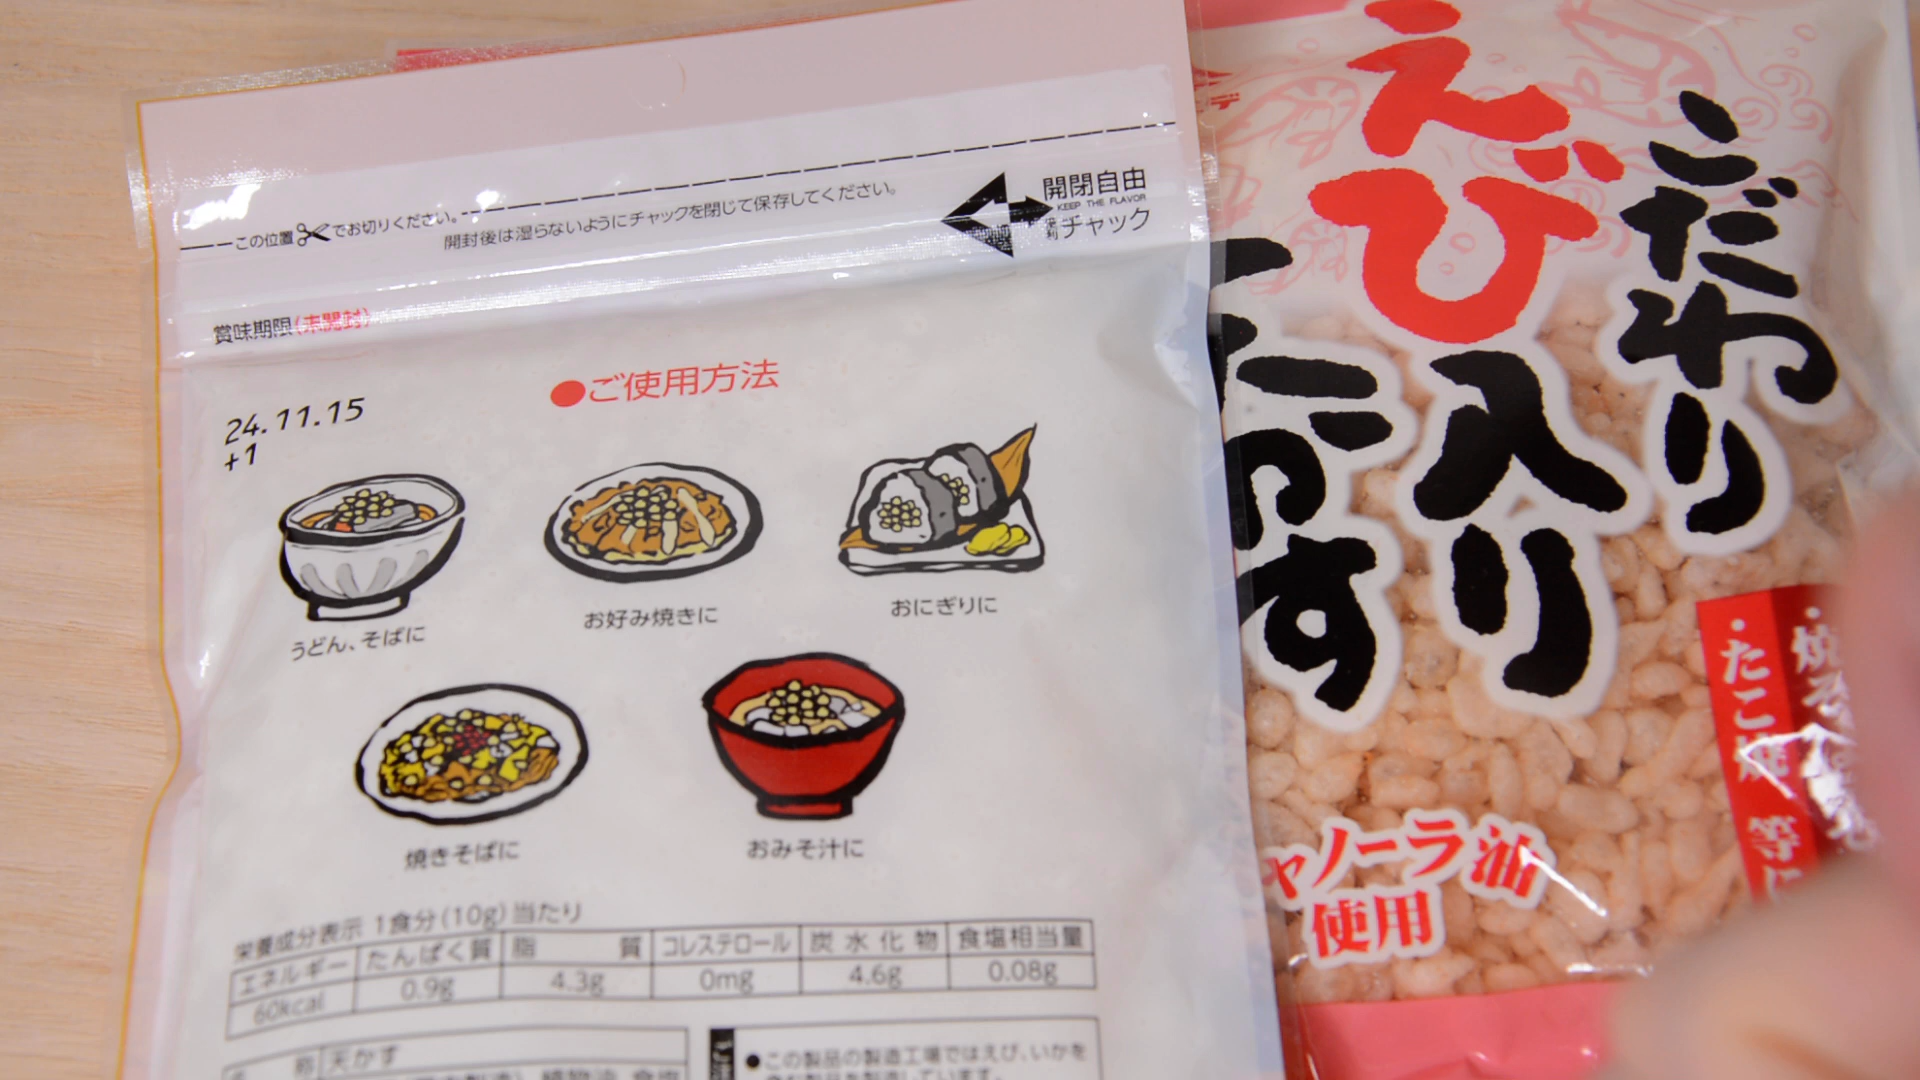 この位置 でお切りください。
開封後は湿らないようにチャックを閉じて保存してください。
開閉自由
KEEP THE FLAVOR
便利 チャック
賞味期限(未開封)
24.11.15
+1
●ご使用方法
うどん、そばに
お好み焼きに
おにぎりに
焼きそばに
おみそ汁に
栄養成分表示 1食分(10g)当たり
エネルギー たんぱく質 脂質 コレステロール 炭水化物 食塩相当量
60kcal 0.9g 4.3g 0mg 4.6g 0.08g
称 天かす
●この製品の製造工場ではえび、いかを
こだわり
えび入り
かす
・たこ焼 等に
ャノーラ油
使用